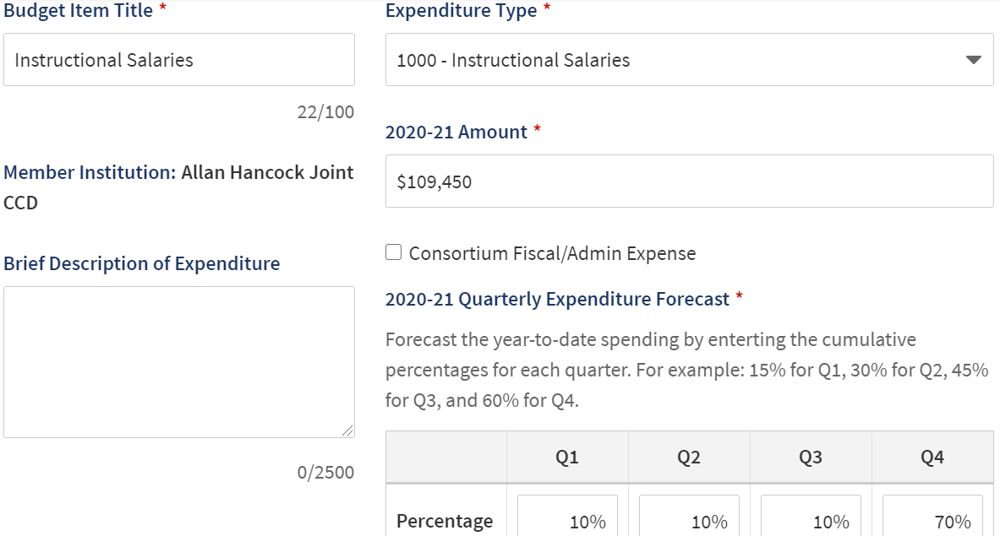 Budget Item Title *
Instructional Salaries
22/100
Member Institution: Allan Hancock Joint
CCD
Brief Description of Expenditure
0/2500
Expenditure Type *
1000 - Instructional Salaries
2020-21 Amount *
$109,450
Consortium Fiscal/Admin Expense
2020-21 Quarterly Expenditure Forecast *
Forecast the year-to-date spending by enterting the cumulative
percentages for each quarter. For example: 15% for Q1, 30% for Q2, 45%
for Q3, and 60% for Q4.
Q1 Q2 Q3 Q4
Percentage 10% 10% 10% 70%